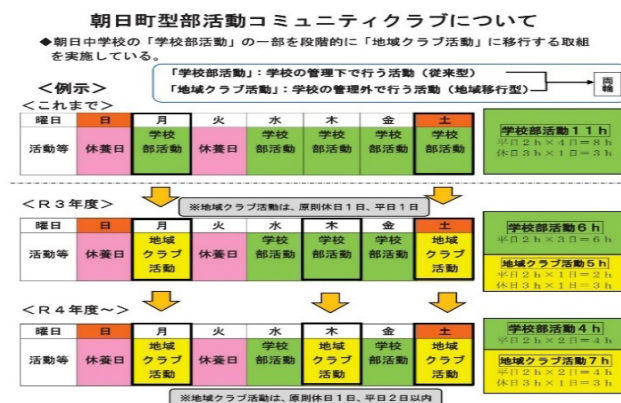 朝日町型部活動コミュニティクラブについて
◆朝日中学校の「学校部活動」の一部を段階的に「地域クラブ活動」に移行する取組
を実施している。
「学校部活動」：学校の管理下で行う活動（従来型）
「地域クラブ活動」：学校の管理外で行う活動（地域移行型）
両輪
＜例示＞
＜これまで＞
曜日 日 月 火 水 木 金 土
活動等 休養日 学校部活動 休養日 学校部活動 学校部活動 学校部活動 学校部活動
学校部活動１１ｈ
平日２ｈ×４日＝８ｈ
休日３ｈ×１日＝３ｈ
※地域クラブ活動は、原則休日１日、平日１日
＜Ｒ３年度＞
曜日 日 月 火 水 木 金 土
活動等 休養日 地域クラブ活動 休養日 学校部活動 学校部活動 学校部活動 地域クラブ活動
学校部活動６ｈ
平日２ｈ×３日＝６ｈ
地域クラブ活動５ｈ
平日２ｈ×１日＝２ｈ
休日３ｈ×１日＝３ｈ
＜Ｒ４年度～＞
曜日 日 月 火 水 木 金 土
活動等 休養日 地域クラブ活動 休養日 学校部活動 地域クラブ活動 学校部活動 地域クラブ活動
学校部活動４ｈ
平日２ｈ×２日＝４ｈ
地域クラブ活動７ｈ
平日２ｈ×２日＝４ｈ
休日３ｈ×１日＝３ｈ
※地域クラブ活動は、原則休日１日、平日２日以内